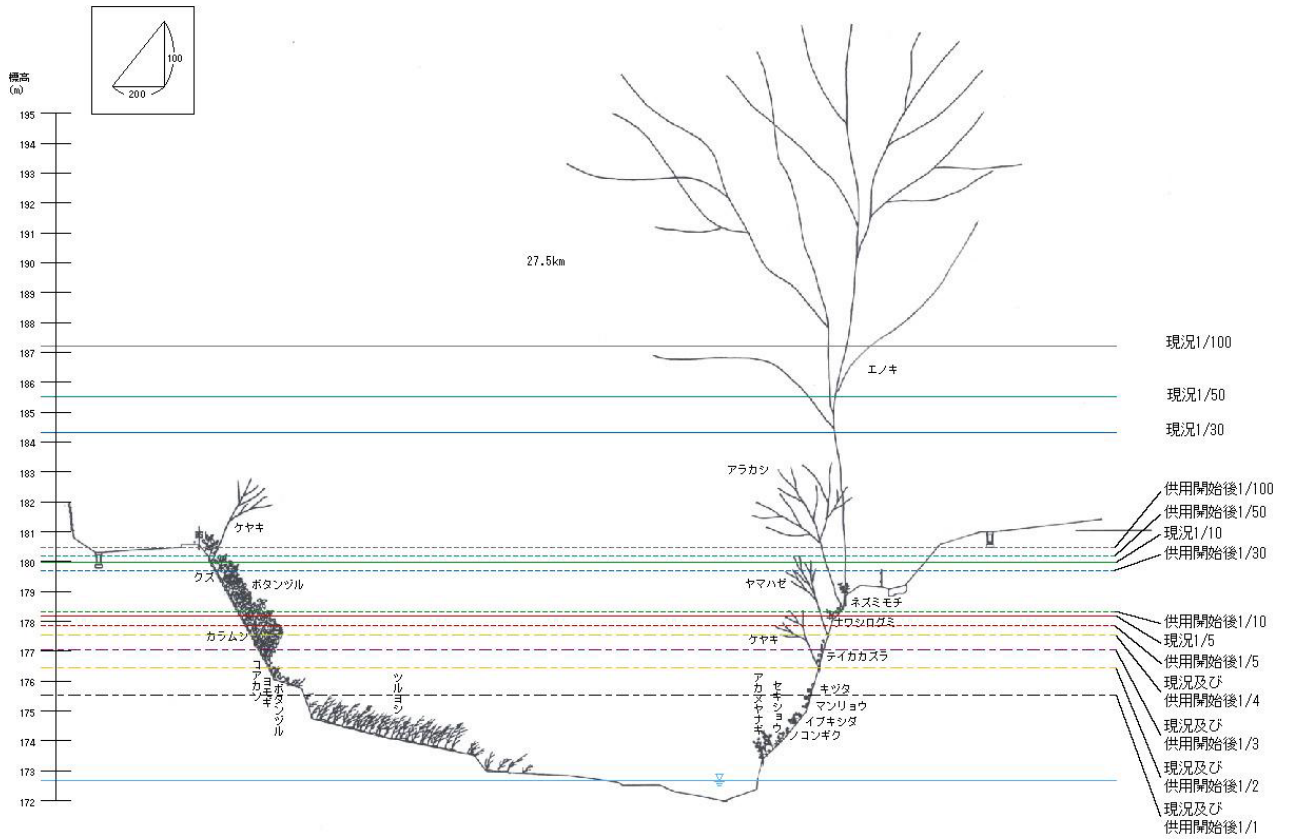 100
200
標高
(m)
195
194
193
192
191
190
189
188
187
186
185
184
183
182
181
180
179
178
177
176
175
174
173
172
27.5km
エノキ
アラカシ
ケヤキ
クズ
ボタンヅル
カラムシ
コアカソ
ヨモギ
ボタンヅル
ツルヨシ
ヤマハゼ
ネズミモチ
ナワシログミ
ケヤキ
テイカカズラ
アカメヤナギ
セキショウ
キヅタ
マンリョウ
イブキシダ
ノコンギク
現況1/100
現況1/50
現況1/30
供用開始後1/100
供用開始後1/50
現況1/10
供用開始後1/30
供用開始後1/10
現況1/5
供用開始後1/5
現況及び
供用開始後1/4
現況及び
供用開始後1/3
現況及び
供用開始後1/2
現況及び
供用開始後1/1